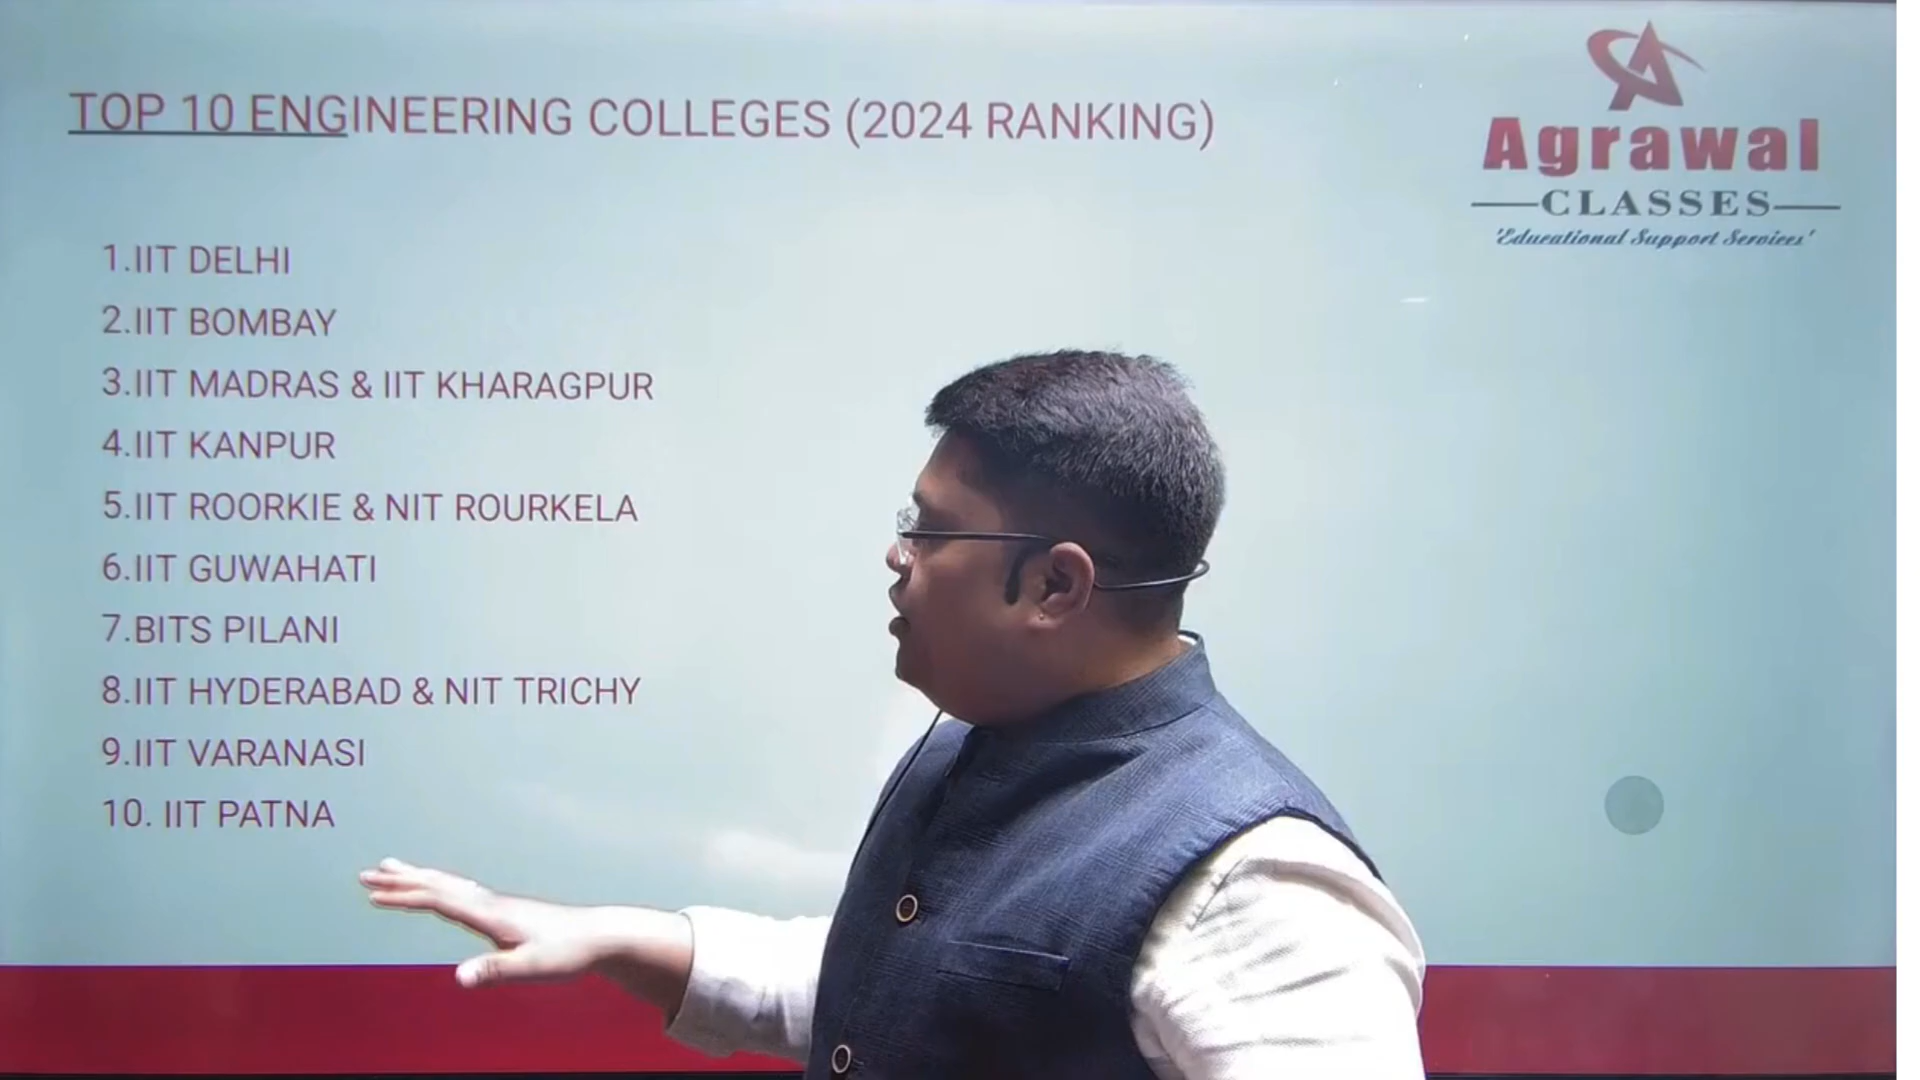 TOP 10 ENGINEERING COLLEGES (2024 RANKING)
1.IIT DELHI
2.IIT BOMBAY
3.IIT MADRAS & IIT KHARAGPUR
4.IIT KANPUR
5.IIT ROORKIE & NIT ROURKELA
6.IIT GUWAHATI
7.BITS PILANI
8.IIT HYDERABAD & NIT TRICHY
9.IIT VARANASI
10. IIT PATNA
Agrawal
CLASSES
'Educational Support Services'